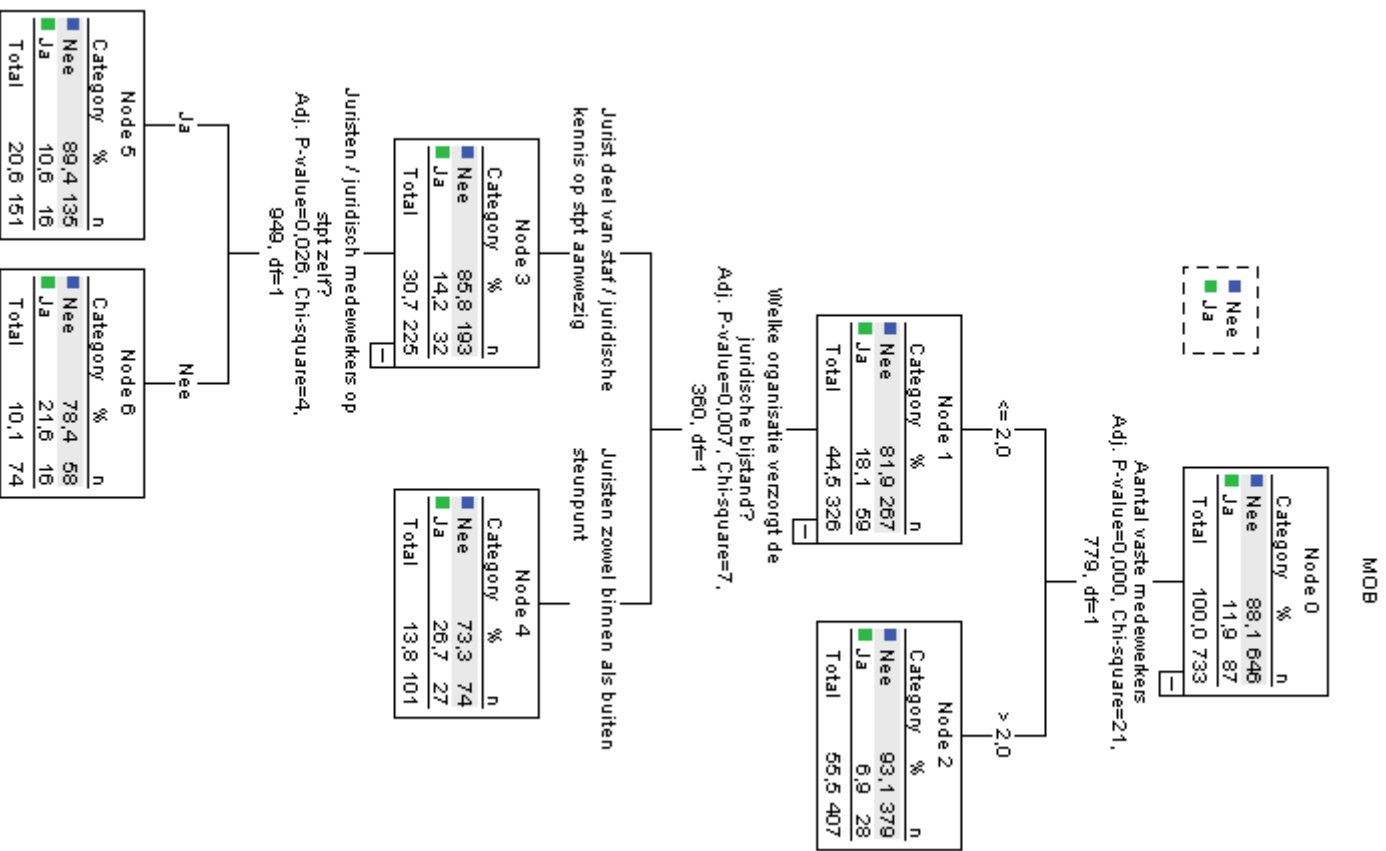 MOB
Nee
Ja
Node 0
Category % n
Nee 88,1 646
Ja 11,9 87
Total 100,0 733
Aantal vaste medewerkers
Adj. P-value=0,000, Chi-square=21,
779, df=1
<= 2,0
> 2,0
Node 1
Category % n
Nee 81,9 267
Ja 18,1 59
Total 44,5 326
Node 2
Category % n
Nee 93,1 379
Ja 6,9 28
Total 55,5 407
Welke organisatie verzorgt de
juridische bijstand?
Adj. P-value=0,007, Chi-square=7,
360, df=1
Jurist deel van staf / juridische
kennis op stpt aanwezig
Juristen zowel binnen als buiten
steunpunt
Node 3
Category % n
Nee 85,8 193
Ja 14,2 32
Total 30,7 225
Node 4
Category % n
Nee 73,3 74
Ja 26,7 27
Total 13,8 101
Juristen / juridisch medewerkers op
stpt zelf?
Adj. P-value=0,026, Chi-square=4,
949, df=1
Ja
Nee
Node 5
Category % n
Nee 89,4 135
Ja 10,6 16
Total 20,6 151
Node 6
Category % n
Nee 78,4 58
Ja 21,6 16
Total 10,1 74